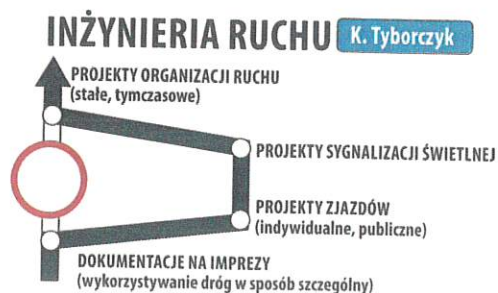 INŻYNIERIA RUCHU K. Tyborczyk
PROJEKTY ORGANIZACJI RUCHU
(stałe, tymczasowe)
PROJEKTY SYGNALIZACJI ŚWIETLNEJ
PROJEKTY ZJAZDÓW
(indywidualne, publiczne)
DOKUMENTACJE NA IMPREZY
(wykorzystywanie dróg w sposób szczególny)